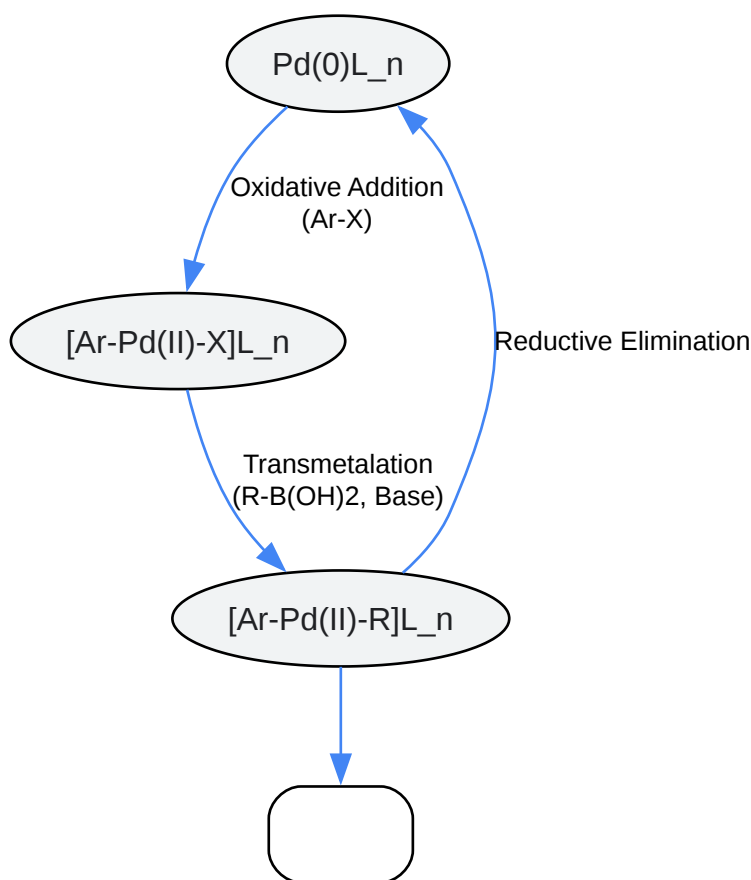 Pd(0)L_n
Oxidative Addition
(Ar-X)
[Ar-Pd(II)-X]L_n
Reductive Elimination
Transmetalation
(R-B(OH)2, Base)
[Ar-Pd(II)-R]L_n